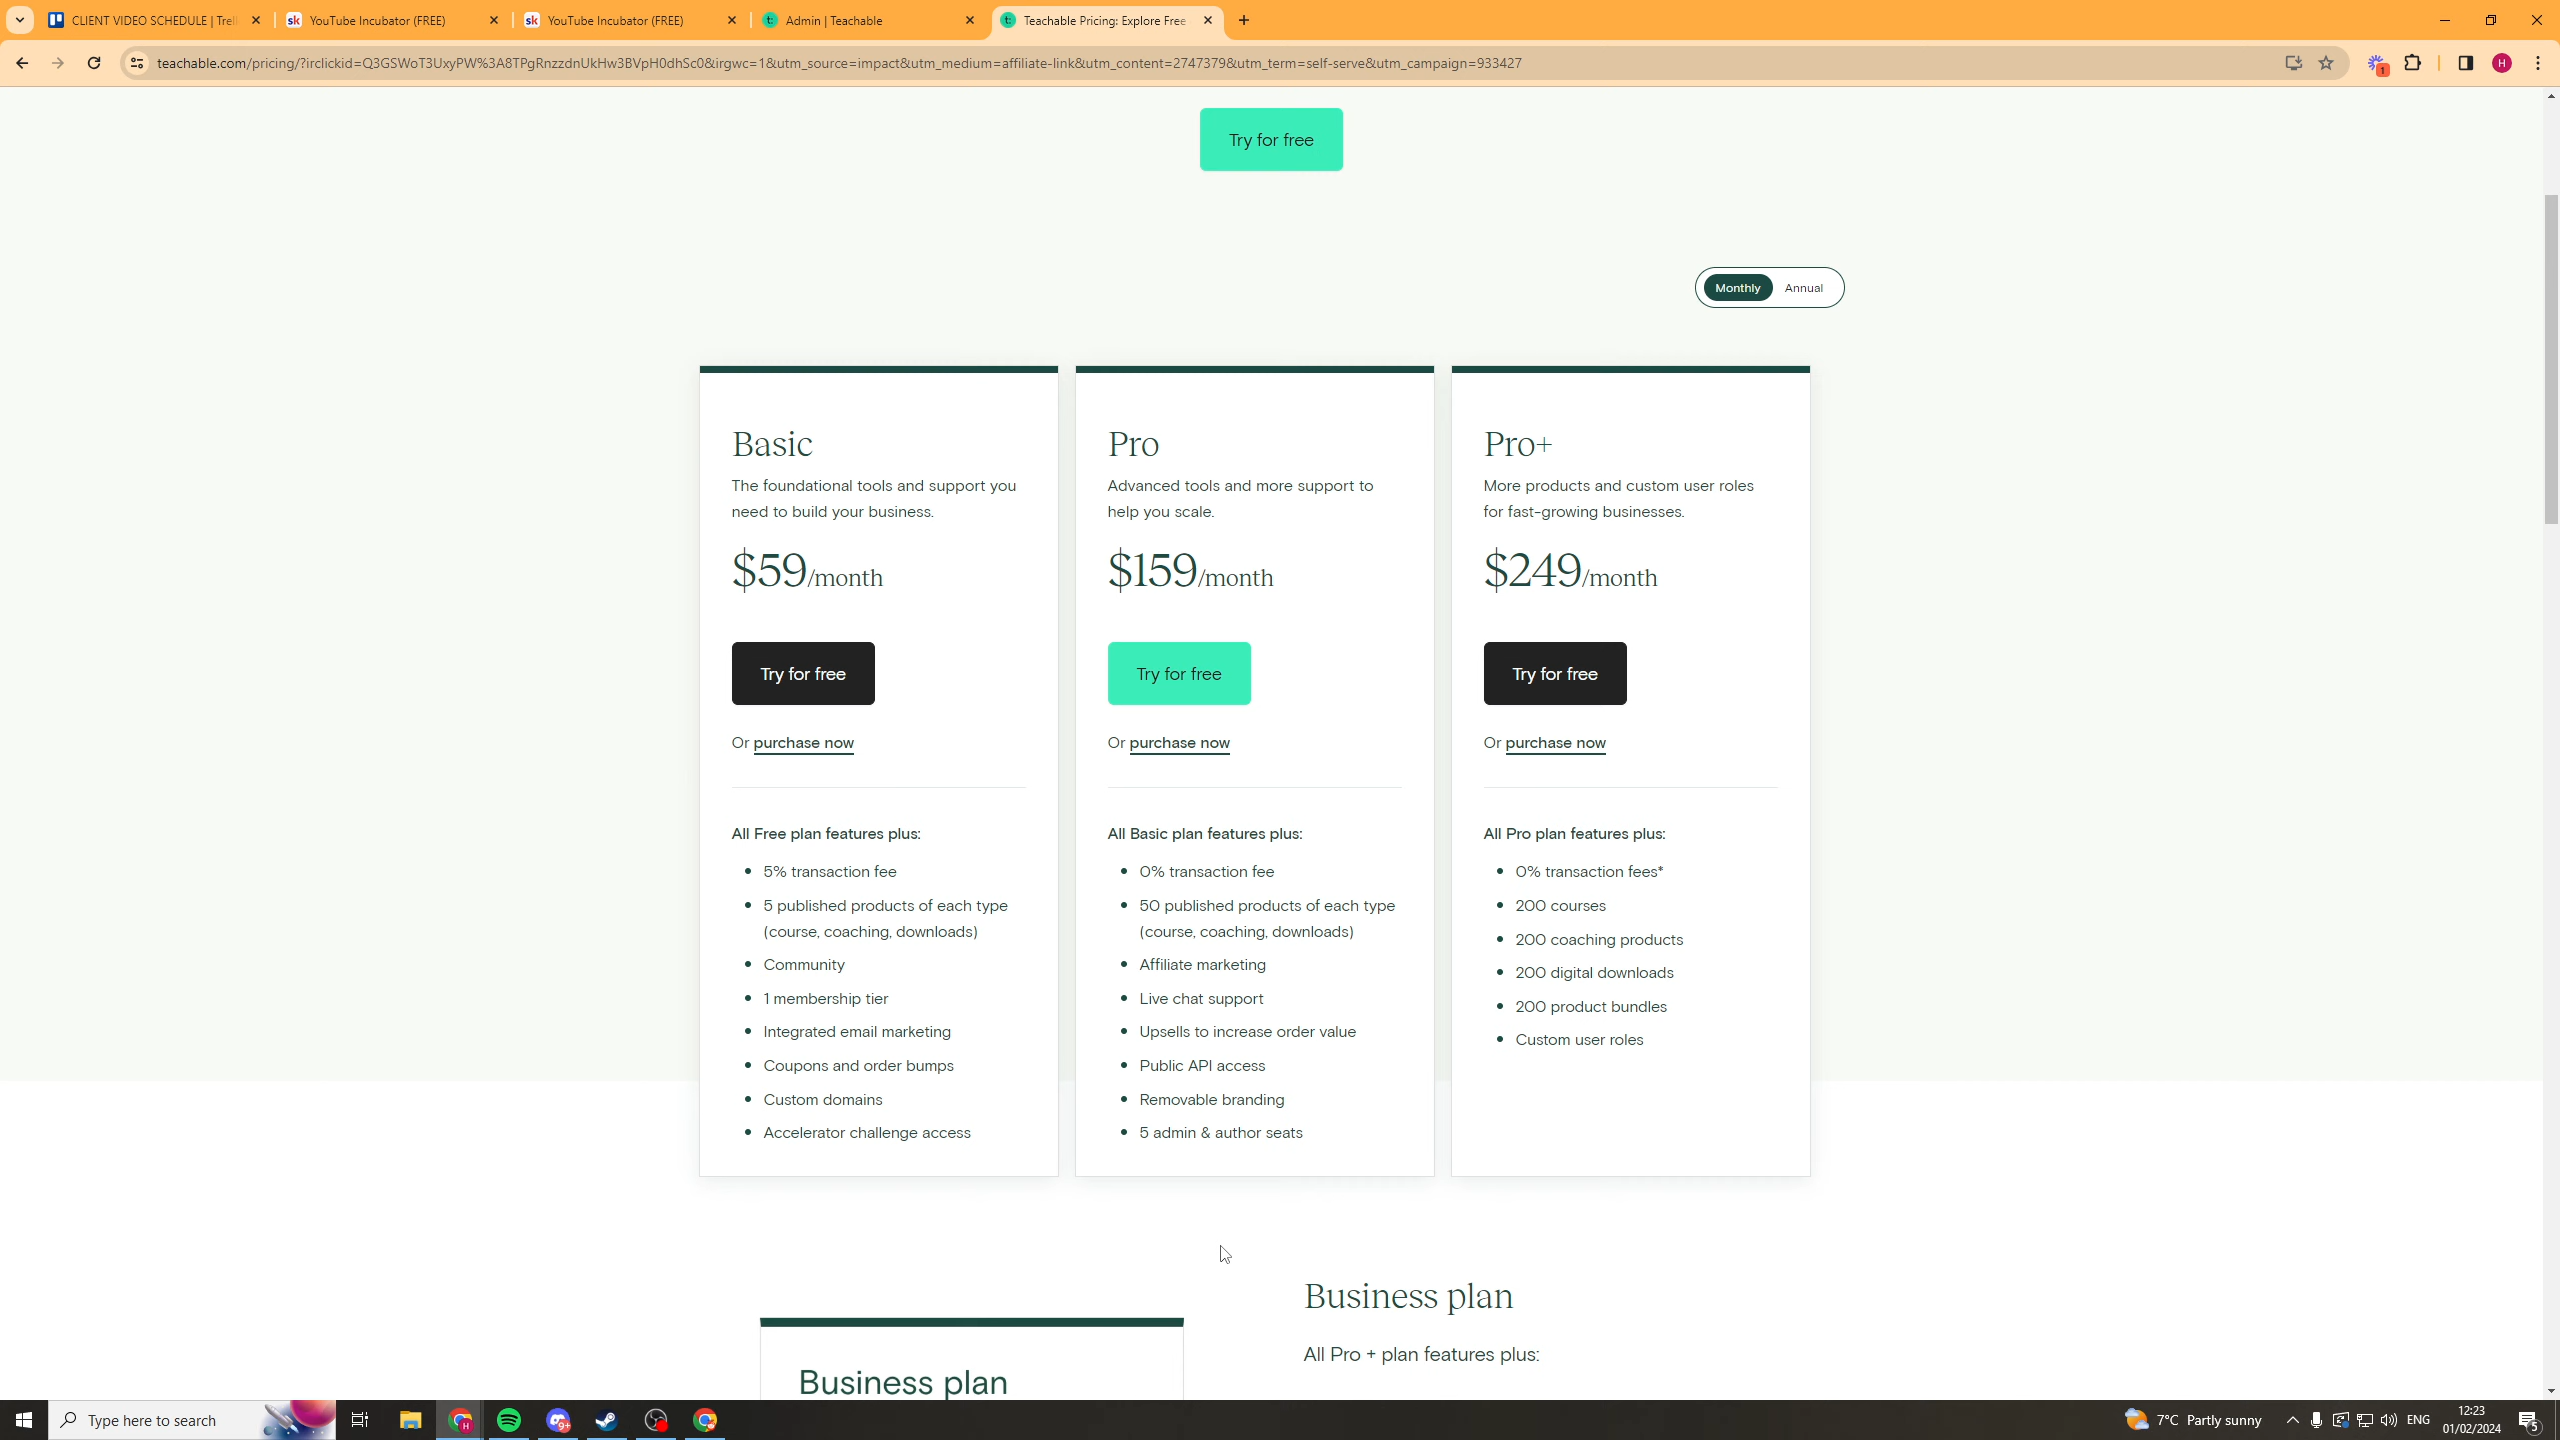 CLIENT VIDEO SCHEDULE | Trel
YouTube Incubator (FREE)
YouTube Incubator (FREE)
Admin | Teachable
Teachable Pricing: Explore Free
teachable.com/pricing/?irclickid=Q3GSWoT3UxyPW%3A8TPgRnzzdnUkHw3BVpH0dhSc0&irgwc=1&utm_source=impact&utm_medium=affiliate-link&utm_content=2747379&utm_term=self-serve&utm_campaign=933427
1
H
Try for free
Monthly Annual
Basic
The foundational tools and support you
need to build your business.
$59/month
Try for free
Or purchase now
All Free plan features plus:
• 5% transaction fee
• 5 published products of each type
(course, coaching, downloads)
• Community
• 1 membership tier
• Integrated email marketing
• Coupons and order bumps
• Custom domains
• Accelerator challenge access
Pro
Advanced tools and more support to
help you scale.
$159/month
Try for free
Or purchase now
All Basic plan features plus:
• 0% transaction fee
• 50 published products of each type
(course, coaching, downloads)
• Affiliate marketing
• Live chat support
• Upsells to increase order value
• Public API access
• Removable branding
• 5 admin & author seats
Pro+
More products and custom user roles
for fast-growing businesses.
$249/month
Try for free
Or purchase now
All Pro plan features plus:
• 0% transaction fees*
• 200 courses
• 200 coaching products
• 200 digital downloads
• 200 product bundles
• Custom user roles
Business plan
Business plan
All Pro + plan features plus:
Type here to search
7°C Partly sunny
ENG
12:23
01/02/2024
5